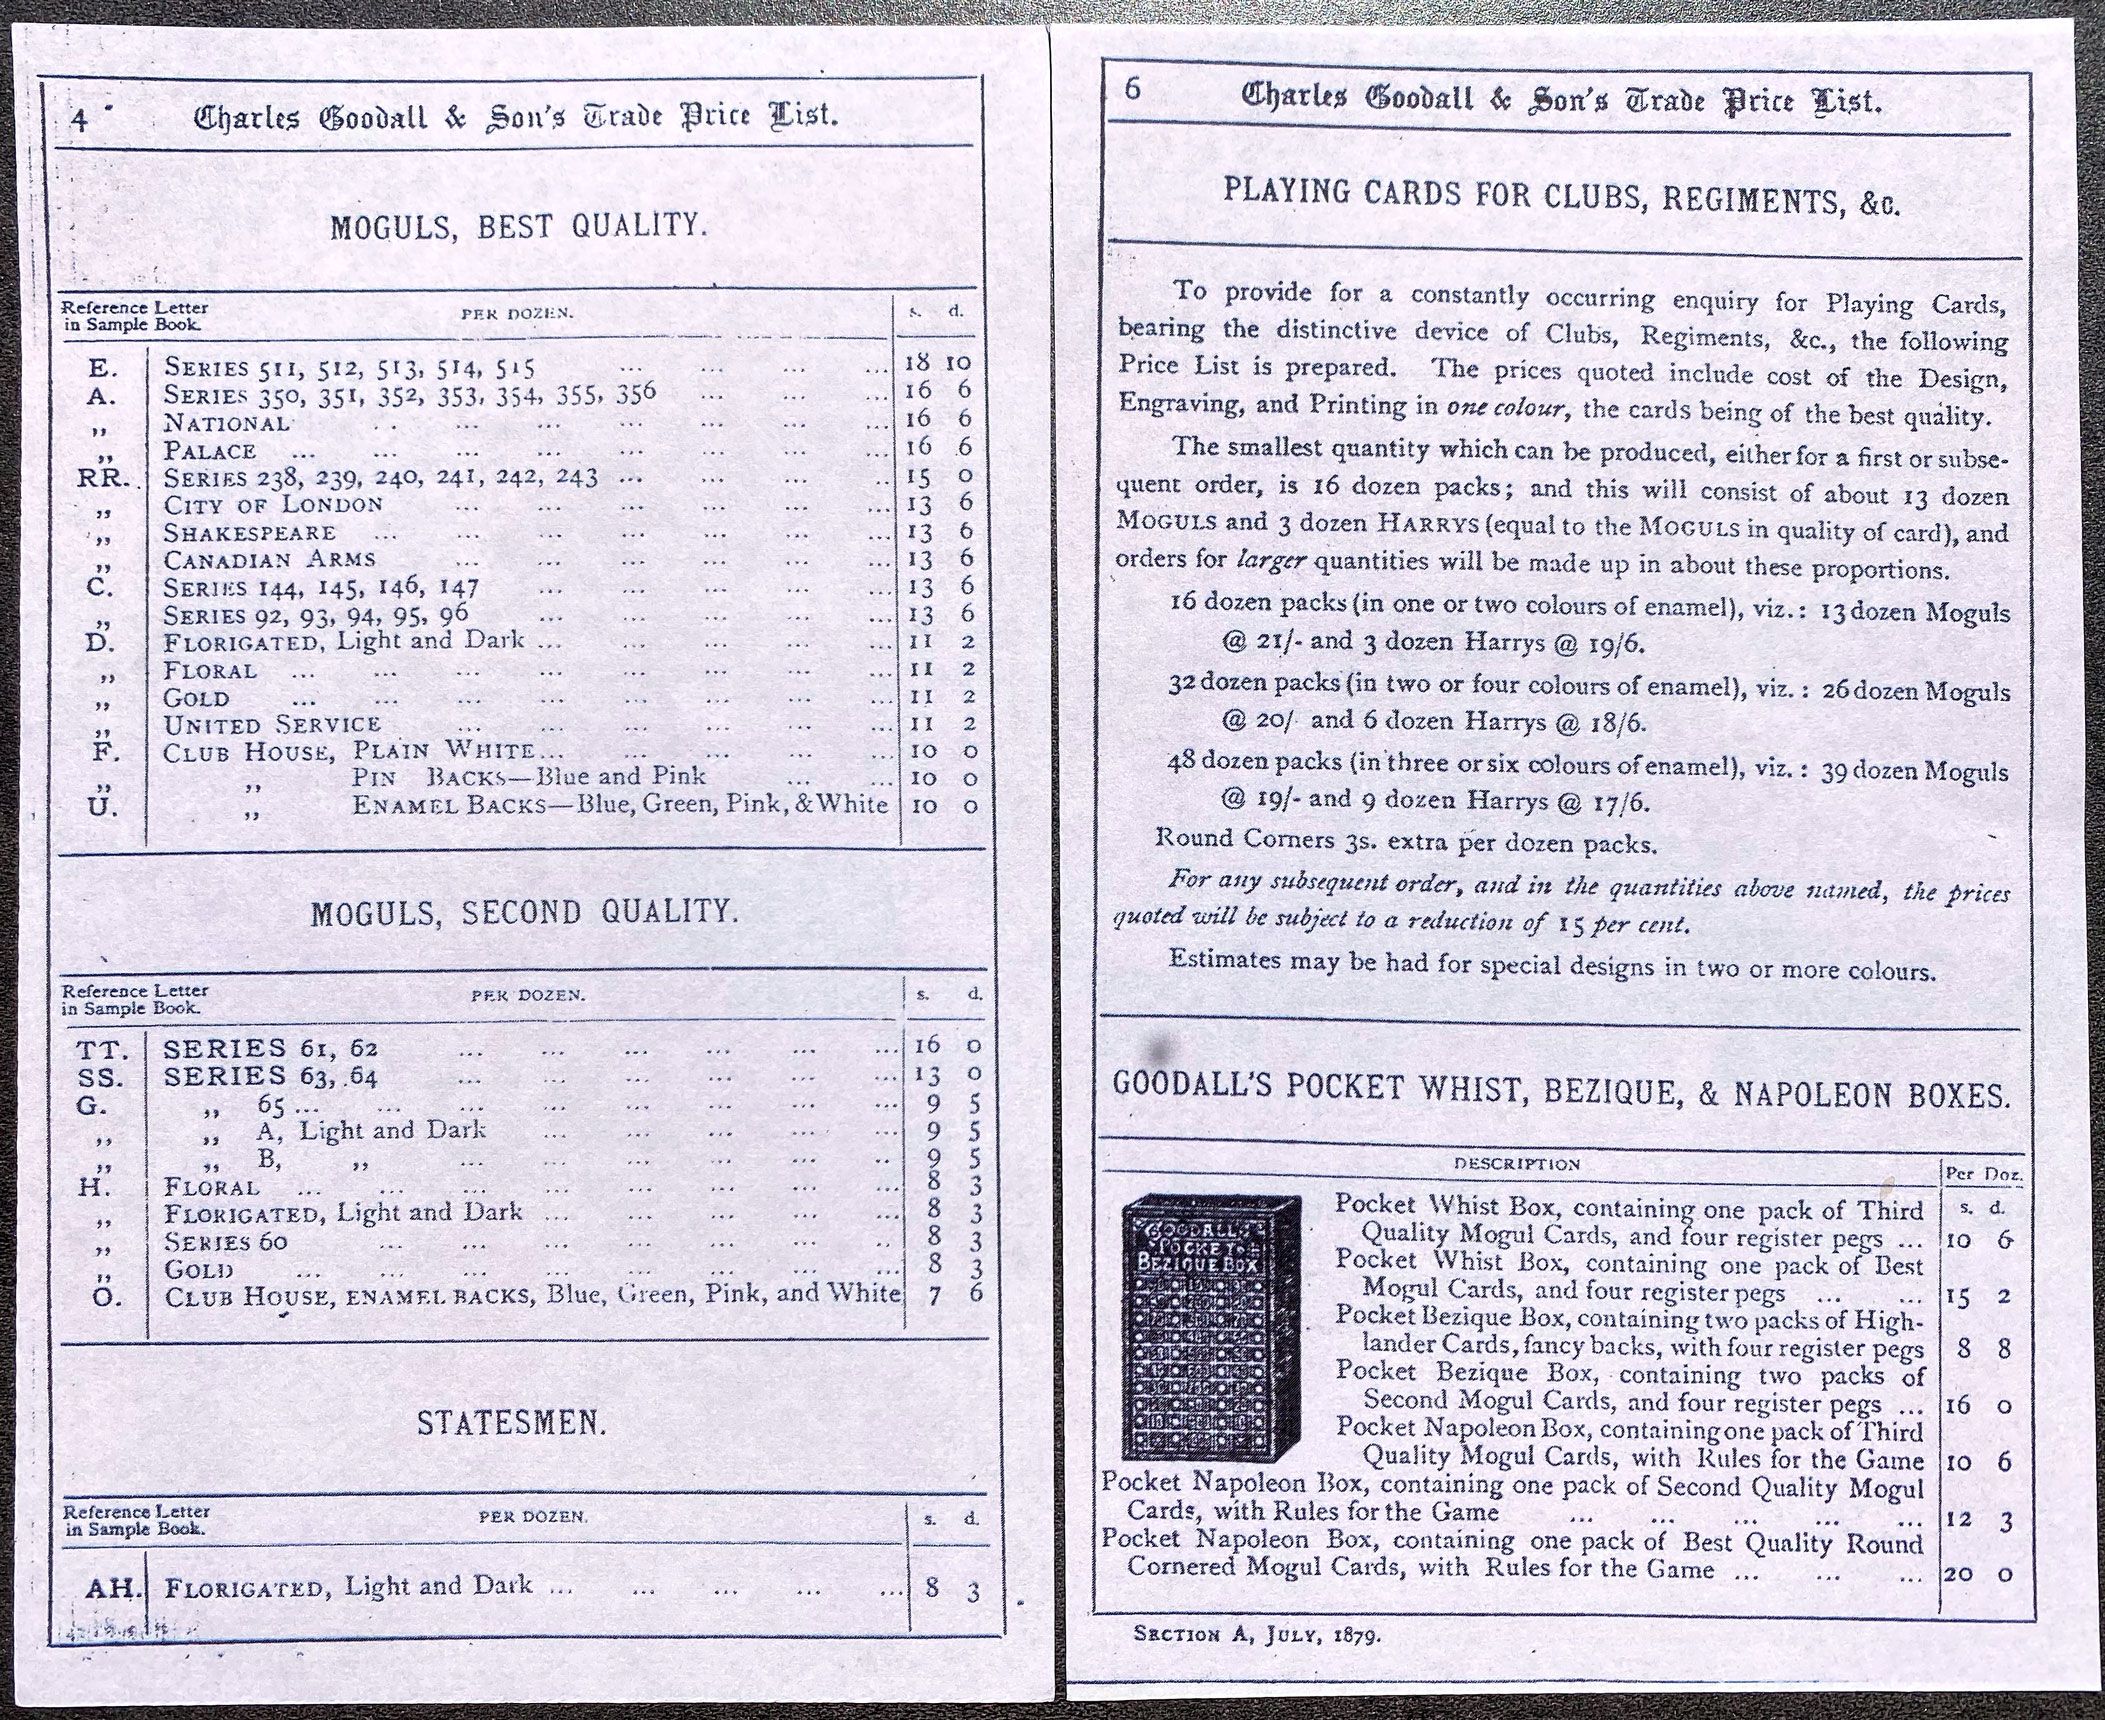 4 Charles Goodall & Son's Trade Price List.
MOGULS, BEST QUALITY.
Reference Letter in Sample Book. PER DOZEN. s. d.
E. SERIES 511, 512, 513, 514, 515 ... ... ... ... 18 10
A. SERIES 350, 351, 352, 353, 354, 355, 356 ... ... ... 16 6
,, NATIONAL .. ... ... ... ... ... ... 16 6
,, PALACE ... ... ... ... ... ... ... ... 16 6
RR. SERIES 238, 239, 240, 241, 242, 243 ... ... ... .. 15 0
,, CITY OF LONDON ... ... ... ... ... ... 13 6
,, SHAKESPEARE ... ... ... ... ... ... ... 13 6
,, CANADIAN ARMS ... ... ... ... ... ... 13 6
C. SERIES 144, 145, 146, 147 ... ... ... ... ... 13 6
,, SERIES 92, 93, 94, 95, 96 ... ... ... ... ... 13 6
D. FLORIGATED, Light and Dark ... ... ... ... ... 11 2
,, FLORAL ... ... ... ... ... ... ... ... 11 2
,, GOLD ... ... ... ... ... ... ... ... 11 2
,, UNITED SERVICE ... ... ... ... ... ... 11 2
F. CLUB HOUSE, PLAIN WHITE... ... ... ... ... 10 0
,, ,, PIN BACKS—Blue and Pink ... ... 10 0
U. ,, ENAMEL BACKS—Blue, Green, Pink, & White 10 0
MOGULS, SECOND QUALITY.
Reference Letter in Sample Book. PER DOZEN. s. d.
TT. SERIES 61, 62 ... ... ... ... ... ... 16 0
SS. SERIES 63, 64 ... ... ... ... ... ... 13 0
G. ,, 65 ... ... ... ... ... ... ... ... 9 5
,, ,, A, Light and Dark ... ... ... ... ... 9 5
,, ,, B, ,, ... ... ... ... ... .. 9 5
H. FLORAL ... ... ... ... ... ... ... ... 8 3
,, FLORIGATED, Light and Dark ... ... ... ... ... 8 3
,, SERIES 60 ... ... ... ... ... ... .. 8 3
,, GOLD ... ... ... ... ... ... ... ... 8 3
O. CLUB HOUSE, ENAMEL BACKS, Blue, Green, Pink, and White 7 6
STATESMEN.
Reference Letter in Sample Book. PER DOZEN. s. d.
AH. FLORIGATED, Light and Dark ... ... ... ... ... 8 3
6 Charles Goodall & Son's Trade Price List.
PLAYING CARDS FOR CLUBS, REGIMENTS, &c.
To provide for a constantly occurring enquiry for Playing Cards,
bearing the distinctive device of Clubs, Regiments, &c., the following
Price List is prepared. The prices quoted include cost of the Design,
Engraving, and Printing in one colour, the cards being of the best quality.
The smallest quantity which can be produced, either for a first or subse-
quent order, is 16 dozen packs; and this will consist of about 13 dozen
MOGULS and 3 dozen HARRYS (equal to the MOGULS in quality of card), and
orders for larger quantities will be made up in about these proportions.
16 dozen packs (in one or two colours of enamel), viz.: 13 dozen Moguls
@ 21/- and 3 dozen Harrys @ 19/6.
32 dozen packs (in two or four colours of enamel), viz.: 26 dozen Moguls
@ 20/- and 6 dozen Harrys @ 18/6.
48 dozen packs (in three or six colours of enamel), viz.: 39 dozen Moguls
@ 19/- and 9 dozen Harrys @ 17/6.
Round Corners 3s. extra per dozen packs.
For any subsequent order, and in the quantities above named, the prices
quoted will be subject to a reduction of 15 per cent.
Estimates may be had for special designs in two or more colours.
GOODALL'S POCKET WHIST, BEZIQUE, & NAPOLEON BOXES.
DESCRIPTION Per Doz.
s. d.
GOODALL'S
POCKET
BEZIQUE BOX
Pocket Whist Box, containing one pack of Third
Quality Mogul Cards, and four register pegs ... 10 6
Pocket Whist Box, containing one pack of Best
Mogul Cards, and four register pegs ... ... 15 2
Pocket Bezique Box, containing two packs of High-
lander Cards, fancy backs, with four register pegs 8 8
Pocket Bezique Box, containing two packs of
Second Mogul Cards, and four register pegs ... 16 0
Pocket Napoleon Box, containing one pack of Third
Quality Mogul Cards, with Rules for the Game 10 6
Pocket Napoleon Box, containing one pack of Second Quality Mogul
Cards, with Rules for the Game ... ... ... ... ... 12 3
Pocket Napoleon Box, containing one pack of Best Quality Round
Cornered Mogul Cards, with Rules for the Game ... ... ... 20 0
SECTION A, JULY, 1879.